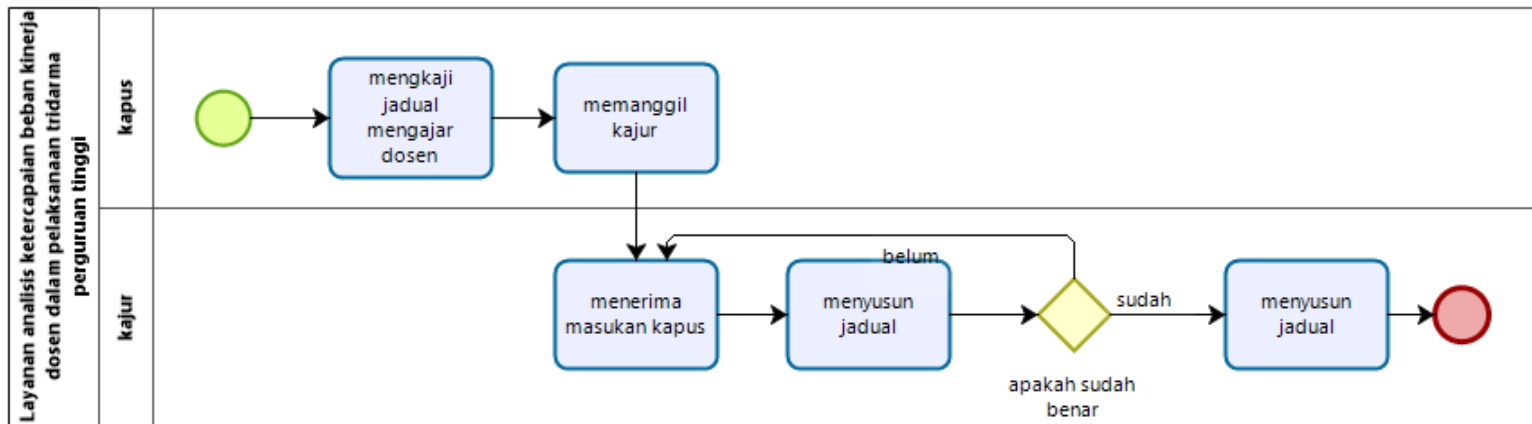 Layanan analisis ketercapaian beban kinerja
dosen dalam pelaksanaan tridarma
perguruan tinggi
kapus
mengkaji
jadual
mengajar
dosen
memanggil
kajur
kajur
menerima
masukan kapus
menyusun
jadual
belum
apakah sudah
benar
sudah
menyusun
jadual